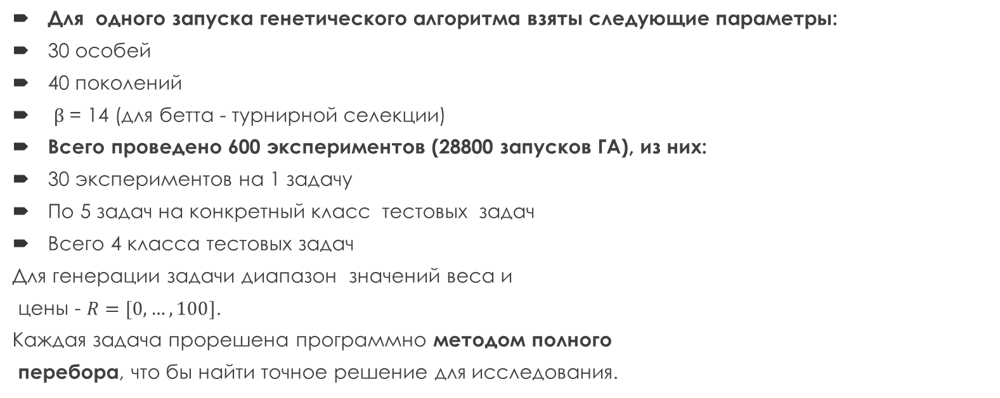 Для  одного запуска генетического алгоритма взяты следующие параметры:
30 особей
40 поколений
β = 14 (для бетта - турнирной селекции)
Всего проведено 600 экспериментов (28800 запусков ГА), из них:
30 экспериментов на 1 задачу
По 5 задач на конкретный класс  тестовых  задач
Всего 4 класса тестовых задач
Для генерации задачи диапазон  значений веса и
цены - R = [0, … , 100].
Каждая задача прорешена программно методом полного
перебора, что бы найти точное решение для исследования.